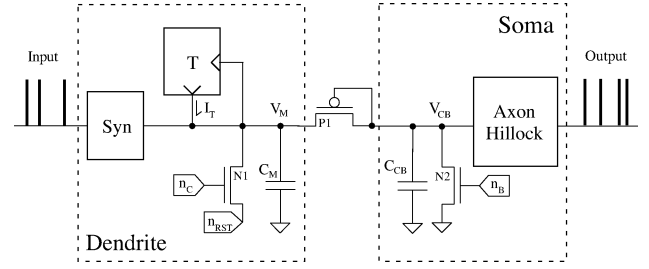 Soma
Input
Output
T
I_T
V_M
V_CB
Syn
P1
Axon
Hillock
n_C
N1
C_M
C_CB
N2
n_B
n_RST
Dendrite